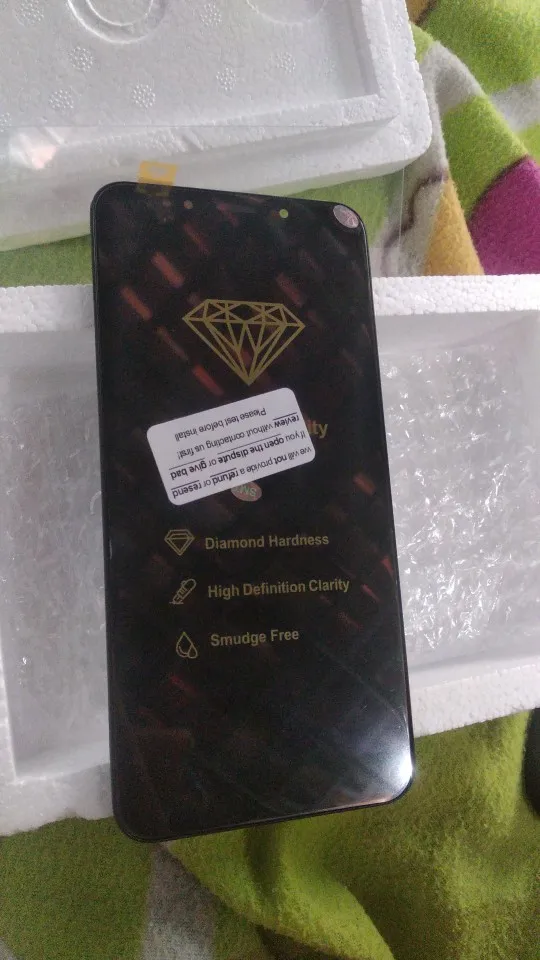 ity
we will not provide a refund or resend
If you open the dispute or give bad
review without contacting us first;
Please test before install
Diamond Hardness
High Definition Clarity
Smudge Free